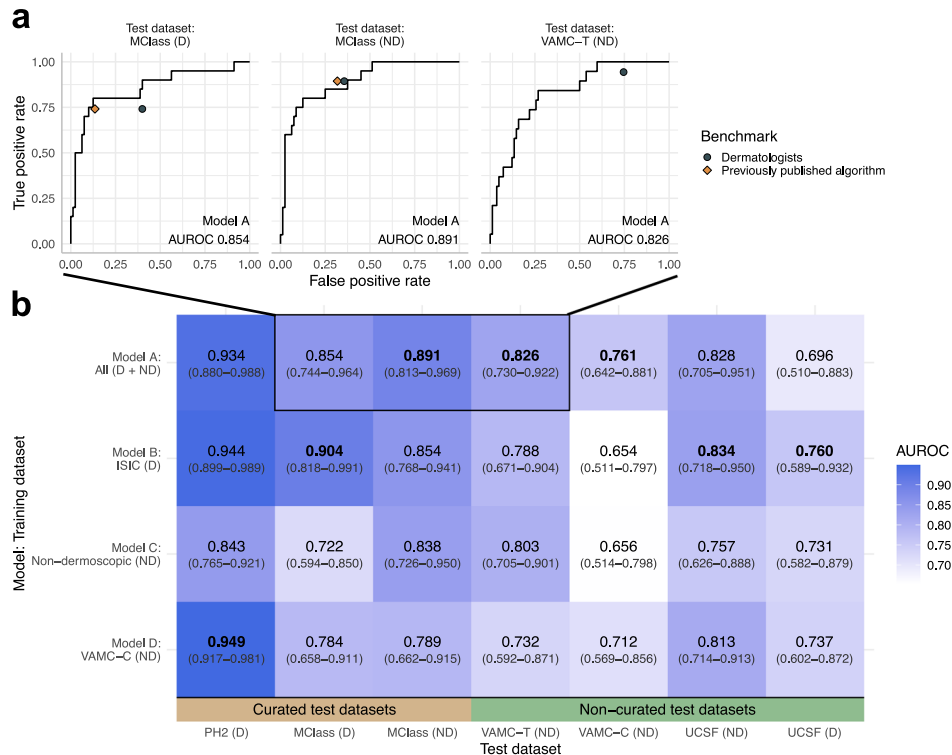 a
Test dataset:
MClass (D)
Test dataset:
MClass (ND)
Test dataset:
VAMC−T (ND)
True positive rate
1.00
0.75
0.50
0.25
0.00
Model A
AUROC 0.854
Model A
AUROC 0.891
Model A
AUROC 0.826
0.00 0.25 0.50 0.75 1.00
0.00 0.25 0.50 0.75 1.00
0.00 0.25 0.50 0.75 1.00
False positive rate
Benchmark
Dermatologists
Previously published algorithm
b
Model: Training dataset
Model A:
All (D + ND)
0.934 0.854 0.891 0.826 0.761 0.828 0.696
(0.880−0.988) (0.744−0.964) (0.813−0.969) (0.730−0.922) (0.642−0.881) (0.705−0.951) (0.510−0.883)
Model B:
ISIC (D)
0.944 0.904 0.854 0.788 0.654 0.834 0.760
(0.899−0.989) (0.818−0.991) (0.768−0.941) (0.671−0.904) (0.511−0.797) (0.718−0.950) (0.589−0.932)
Model C:
Non−dermoscopic (ND)
0.843 0.722 0.838 0.803 0.656 0.757 0.731
(0.765−0.921) (0.594−0.850) (0.726−0.950) (0.705−0.901) (0.514−0.798) (0.626−0.888) (0.582−0.879)
Model D:
VAMC−C (ND)
0.949 0.784 0.789 0.732 0.712 0.813 0.737
(0.917−0.981) (0.658−0.911) (0.662−0.915) (0.592−0.871) (0.569−0.856) (0.714−0.913) (0.602−0.872)
Curated test datasets
Non−curated test datasets
PH2 (D) MClass (D) MClass (ND) VAMC−T (ND) VAMC−C (ND) UCSF (ND) UCSF (D)
Test dataset
AUROC
0.90
0.85
0.80
0.75
0.70